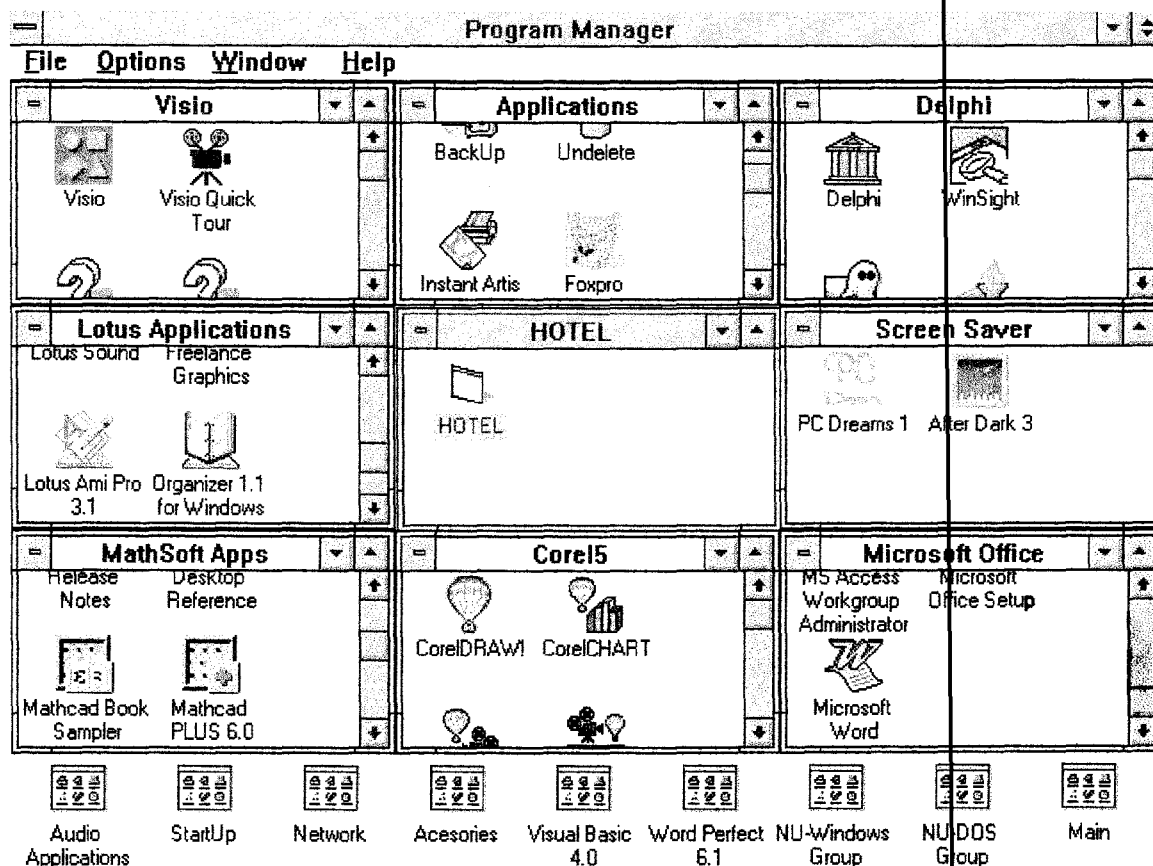 Program Manager
File Options Window Help
Visio
Visio
Visio Quick
Tour
Applications
BackUp
Undelete
Instant Artis
Foxpro
Delphi
Delphi
WinSight
Lotus Applications
Lotus Sound
Freelance
Graphics
Lotus Ami Pro
3.1
Organizer 1.1
for Windows
HOTEL
HOTEL
Screen Saver
PC Dreams 1
After Dark 3
MathSoft Apps
Release
Notes
Desktop
Reference
Mathcad Book
Sampler
Mathcad
PLUS 6.0
Corel5
CorelDRAW!
CorelCHART
Microsoft Office
MS Access
Workgroup
Administrator
Microsoft
Office Setup
Microsoft
Word
Audio
Applications
StartUp
Network
Acesories
Visual Basic
4.0
Word Perfect
6.1
NU-Windows
Group
NU-DOS
Group
Main